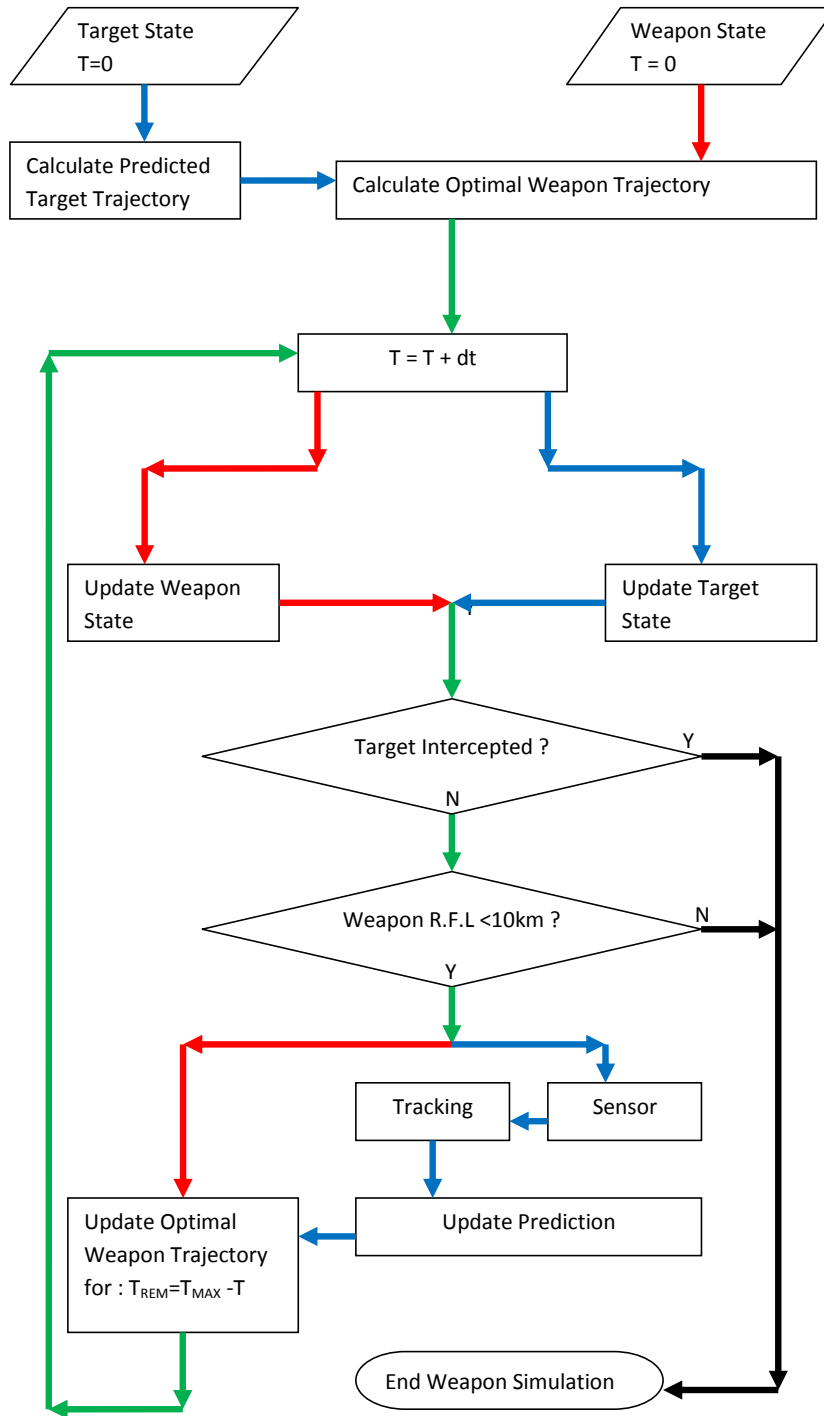 Target State
T=0
Weapon State
T = 0
Calculate Predicted
Target Trajectory
Calculate Optimal Weapon Trajectory
T = T + dt
Update Weapon
State
Update Target
State
Target Intercepted ?
Y
N
Weapon R.F.L <10km ?
N
Y
Tracking
Sensor
Update Optimal
Weapon Trajectory
for : TREM=TMAX -T
Update Prediction
End Weapon Simulation